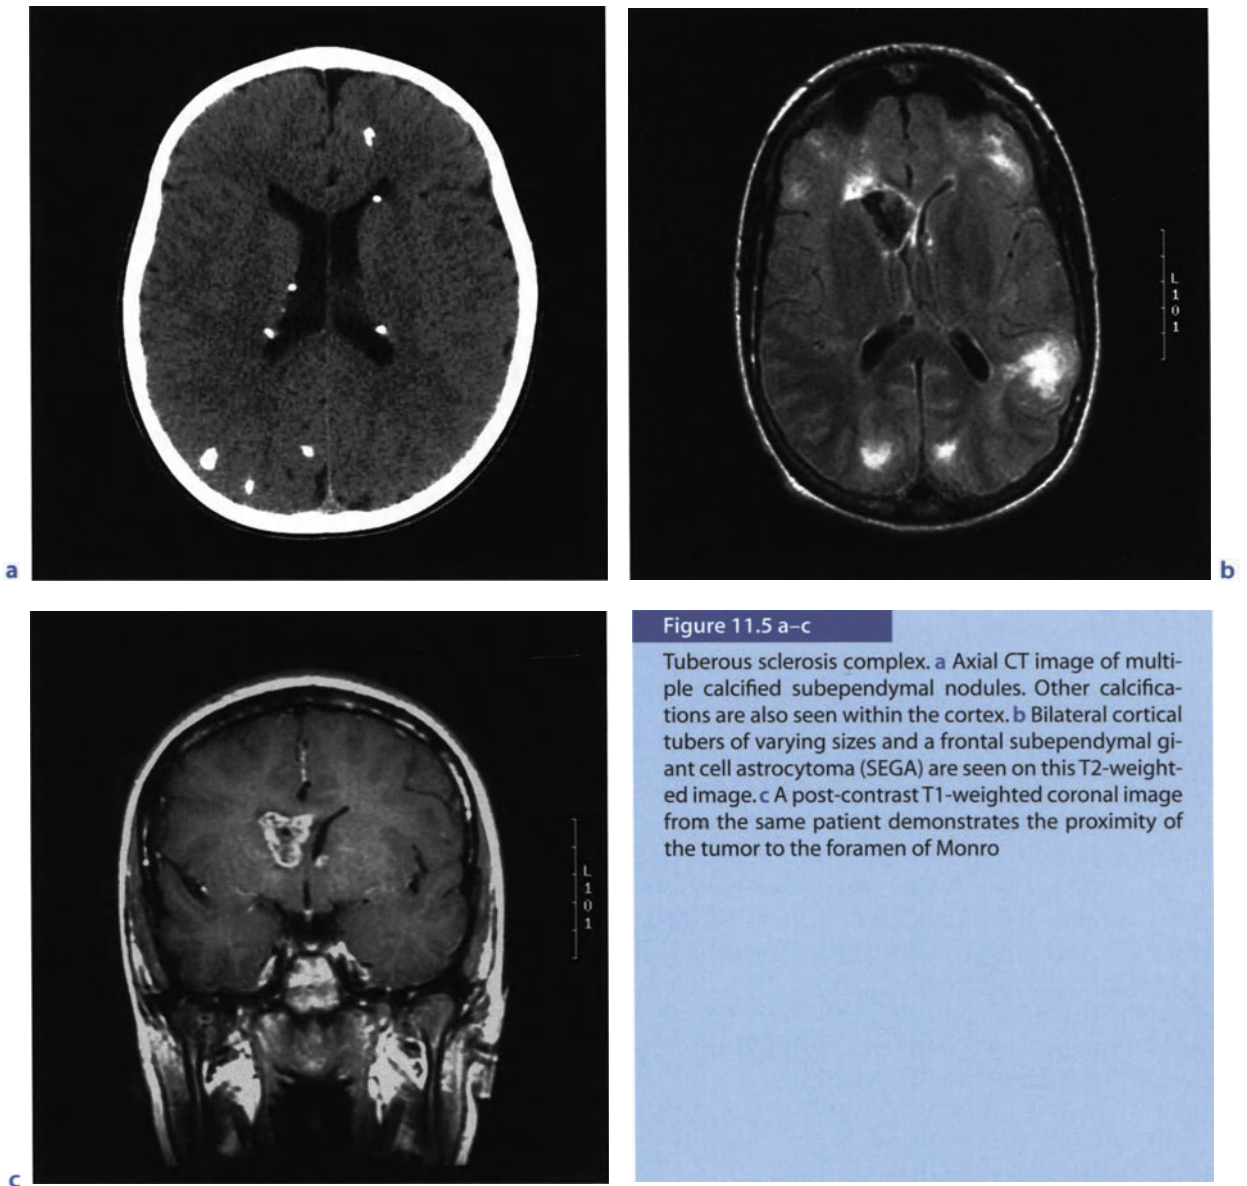 a
b
L
1
0
1
c
L
1
0
1
Figure 11.5 a–c
Tuberous sclerosis complex. a Axial CT image of multi-
ple calcified subependymal nodules. Other calcifica-
tions are also seen within the cortex. b Bilateral cortical
tubers of varying sizes and a frontal subependymal gi-
ant cell astrocytoma (SEGA) are seen on this T2-weight-
ed image. c A post-contrast T1-weighted coronal image
from the same patient demonstrates the proximity of
the tumor to the foramen of Monro